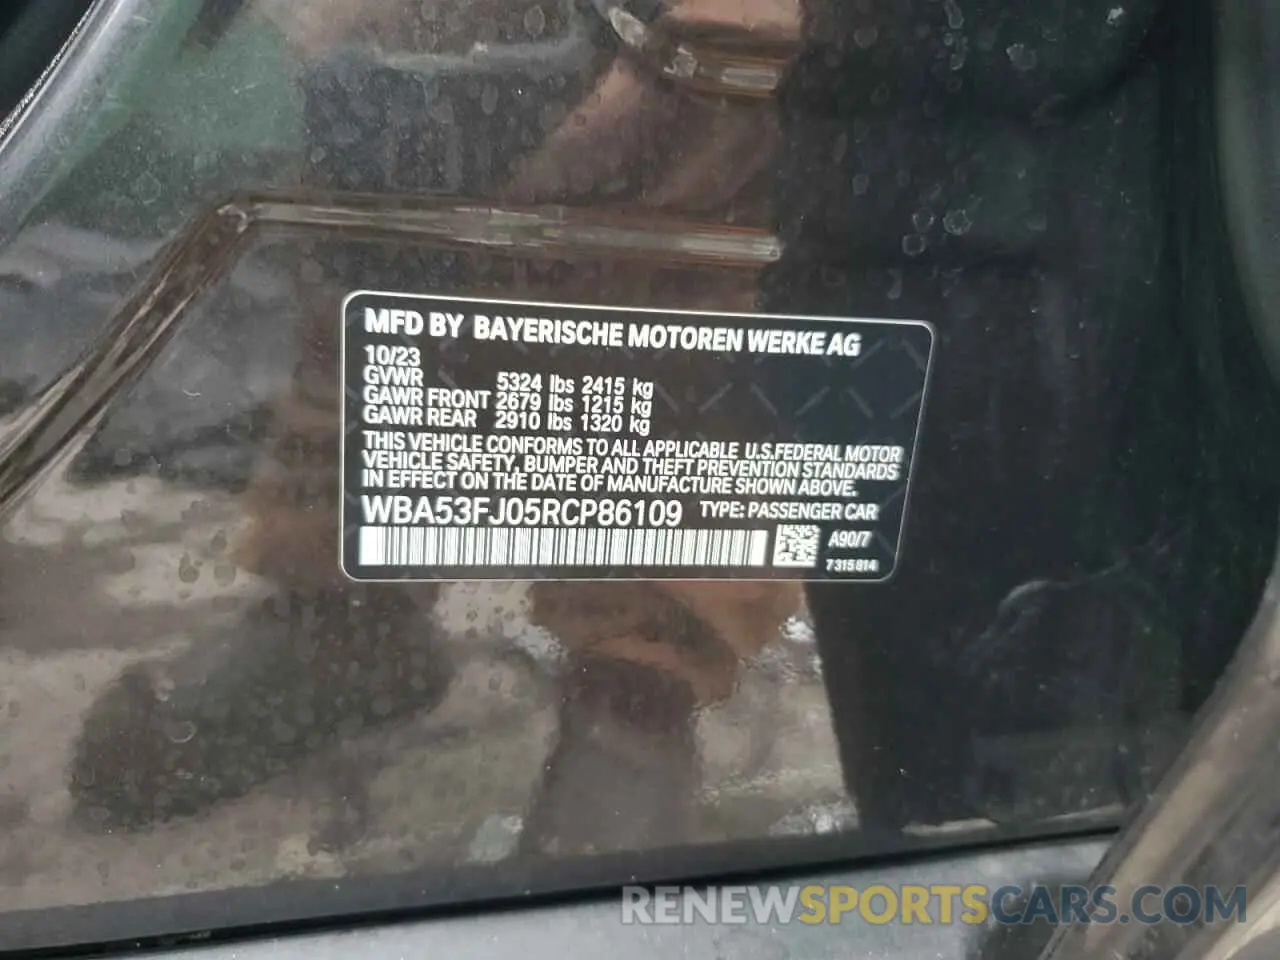 MFD BY BAYERISCHE MOTOREN WERKE AG
10/23
GVWR 5324 lbs 2415 kg
GAWR FRONT 2679 lbs 1215 kg
GAWR REAR 2910 lbs 1320 kg
THIS VEHICLE CONFORMS TO ALL APPLICABLE U.S.FEDERAL MOTOR
VEHICLE SAFETY, BUMPER AND THEFT PREVENTION STANDARDS
IN EFFECT ON THE DATE OF MANUFACTURE SHOWN ABOVE.
WBA53FJ05RCP86109 TYPE: PASSENGER CAR
A90/7
7 315 814
RENEWSPORTSCARS.COM